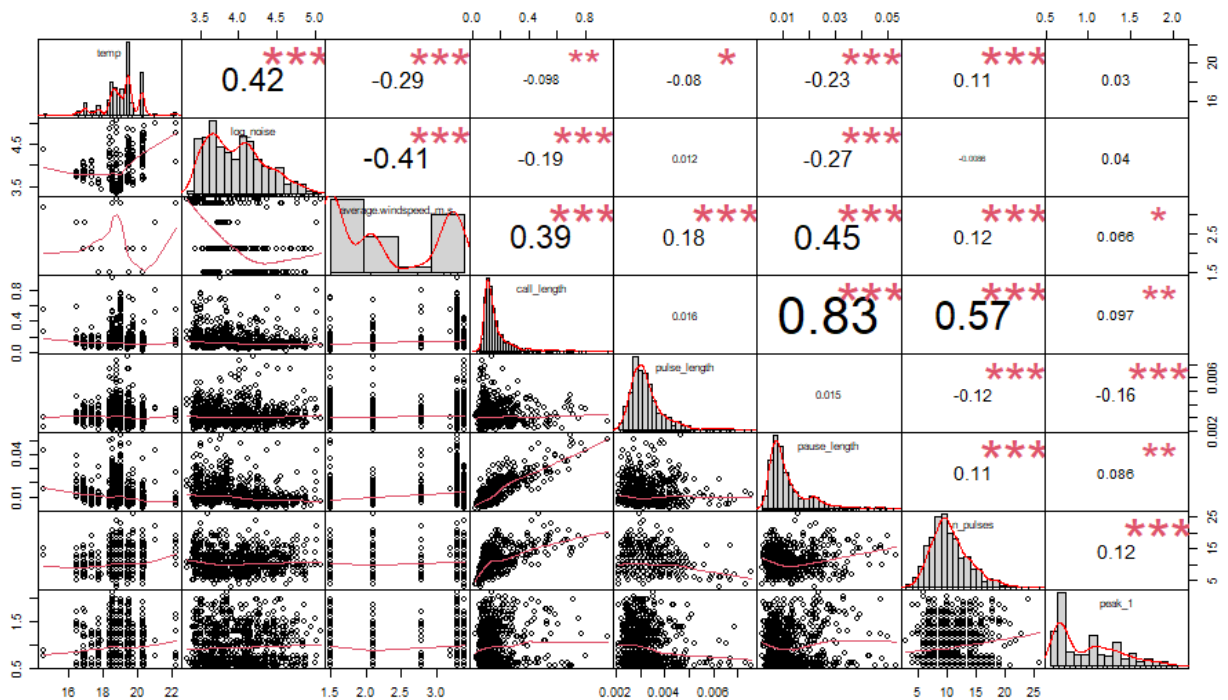 3.5 4.0 4.5 5.0 0.0 0.4 0.8 0.01 0.03 0.05 0.5 1.0 1.5 2.0
temp 0.42 *** -0.29 *** -0.098 ** -0.08 * -0.23 *** 0.11 *** 0.03 16 20
3.5 4.5 log_noise -0.41 *** -0.19 *** 0.012 -0.27 *** -0.0086 0.04
average.windspeed_m.s 0.39 *** 0.18 *** 0.45 *** 0.12 *** 0.066 * 1.5 2.5
0.0 0.4 0.8 call_length 0.016 0.83 *** 0.57 *** 0.097 **
pulse_length 0.015 -0.12 *** -0.16 *** 0.002 0.006
0.01 0.04 pause_length 0.11 *** 0.086 **
n_pulses 0.12 *** 5 15 25
0.5 1.5 peak_1
16 18 20 22 1.5 2.0 2.5 3.0 0.002 0.004 0.006 5 10 15 20 25